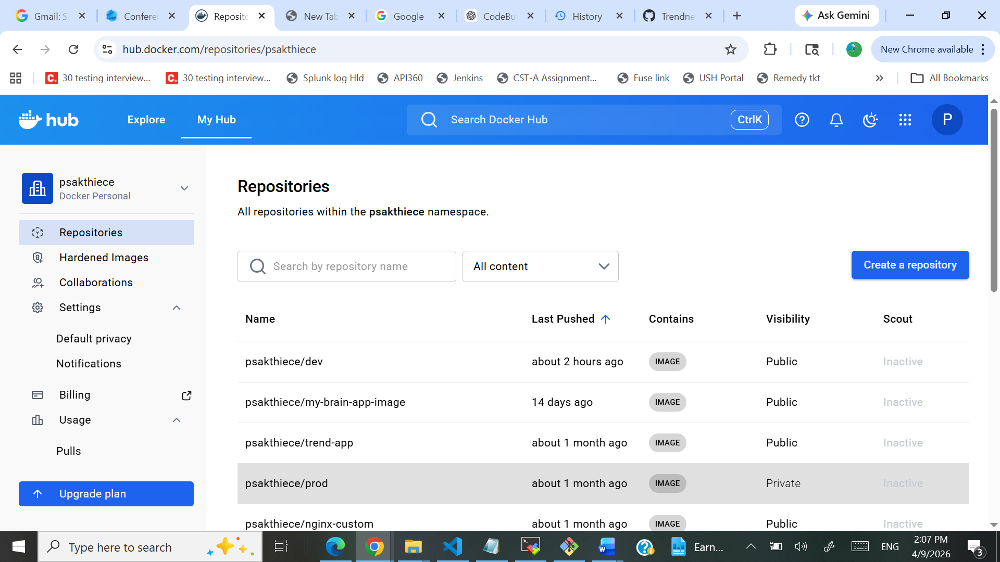 Gmail: S
Confere
Reposito
New Tab
Google
CodeBui
History
Trendne
Ask Gemini
hub.docker.com/repositories/psakthiece
New Chrome available
30 testing interview...
30 testing interview...
Splunk log Hld
API360
Jenkins
CST-A Assignment...
Fuse link
USH Portal
Remedy tkt
All Bookmarks
hub
Explore
My Hub
Search Docker Hub
CtrlK
P
psakthiece
Docker Personal
Repositories
Hardened Images
Collaborations
Settings
Default privacy
Notifications
Billing
Usage
Pulls
Upgrade plan
Repositories
All repositories within the psakthiece namespace.
Search by repository name
All content
Create a repository
Name Last Pushed Contains Visibility Scout
psakthiece/dev about 2 hours ago IMAGE Public Inactive
psakthiece/my-brain-app-image 14 days ago IMAGE Public Inactive
psakthiece/trend-app about 1 month ago IMAGE Public Inactive
psakthiece/prod about 1 month ago IMAGE Private Inactive
psakthiece/nginx-custom about 1 month ago IMAGE Public Inactive
Type here to search
Earn...
ENG
2:07 PM
4/9/2026
3